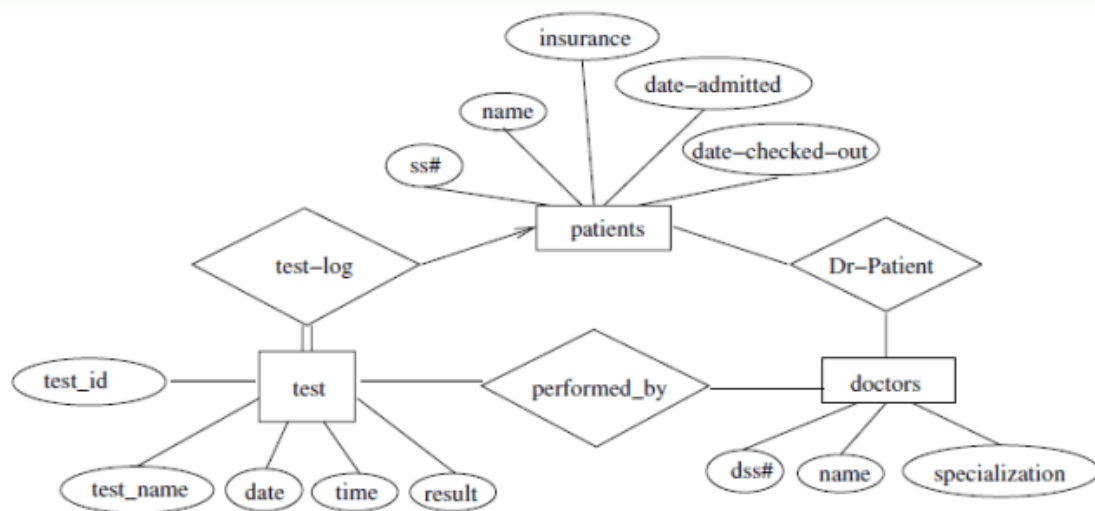 insurance
date-admitted
name
date-checked-out
ss#
patients
test-log
Dr-Patient
test_id
test
performed_by
doctors
test_name
date
time
result
dss#
name
specialization